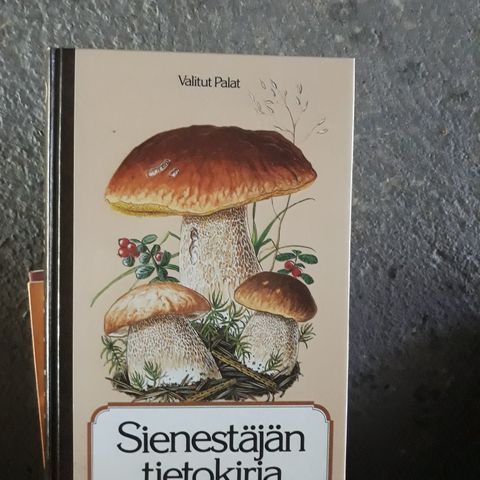 Valitut Palat
Sienestäjän
tietokirja